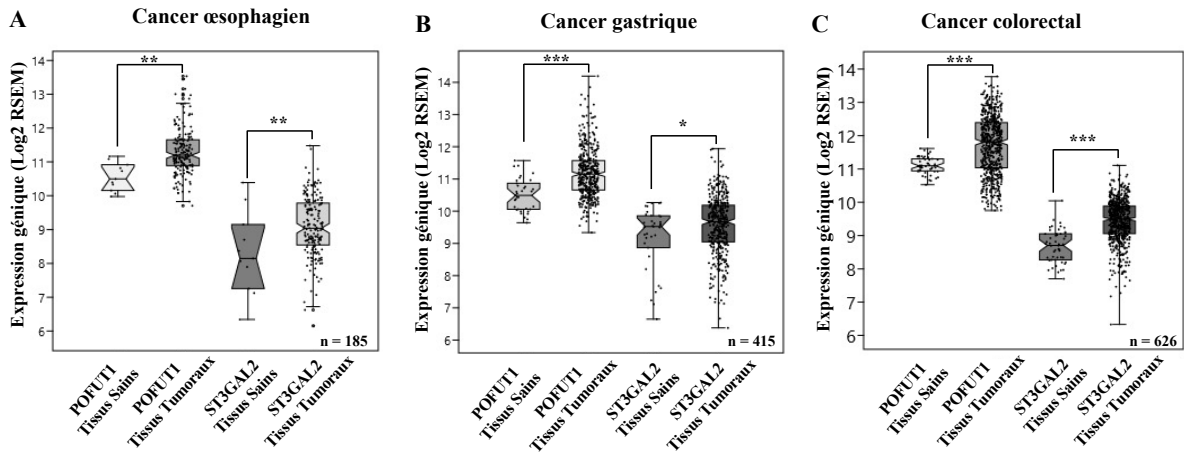 A
Cancer œsophagien
Expression génique (Log2 RSEM)
14
13
12
11
10
9
8
7
6
**
**
n = 185
POFUT1
Tissus Sains
POFUT1
Tissus Tumoraux
ST3GAL2
Tissus Sains
ST3GAL2
Tissus Tumoraux
B
Cancer gastrique
Expression génique (Log2 RSEM)
14
13
12
11
10
9
8
7
6
***
*
n = 415
POFUT1
Tissus Sains
POFUT1
Tissus Tumoraux
ST3GAL2
Tissus Sains
ST3GAL2
Tissus Tumoraux
C
Cancer colorectal
Expression génique (Log2 RSEM)
14
13
12
11
10
9
8
7
6
***
***
n = 626
POFUT1
Tissus Sains
POFUT1
Tissus Tumoraux
ST3GAL2
Tissus Sains
ST3GAL2
Tissus Tumoraux